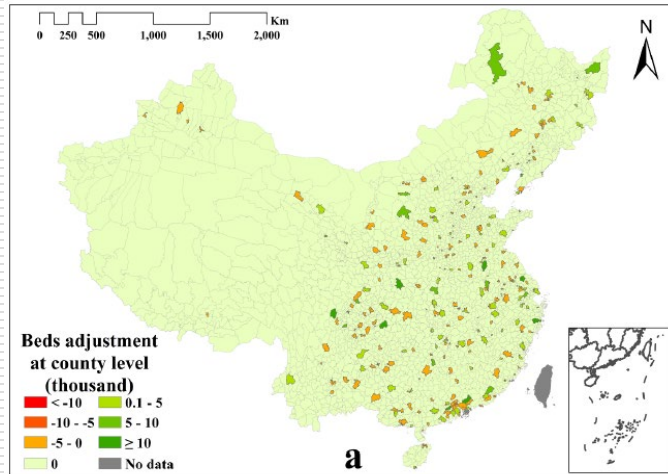 Km
0 250 500 1,000 1,500 2,000
N
Beds adjustment
at county level
(thousand)
< -10 0.1 - 5
-10 - -5 5 - 10
-5 - 0 ≥ 10
0 No data
a